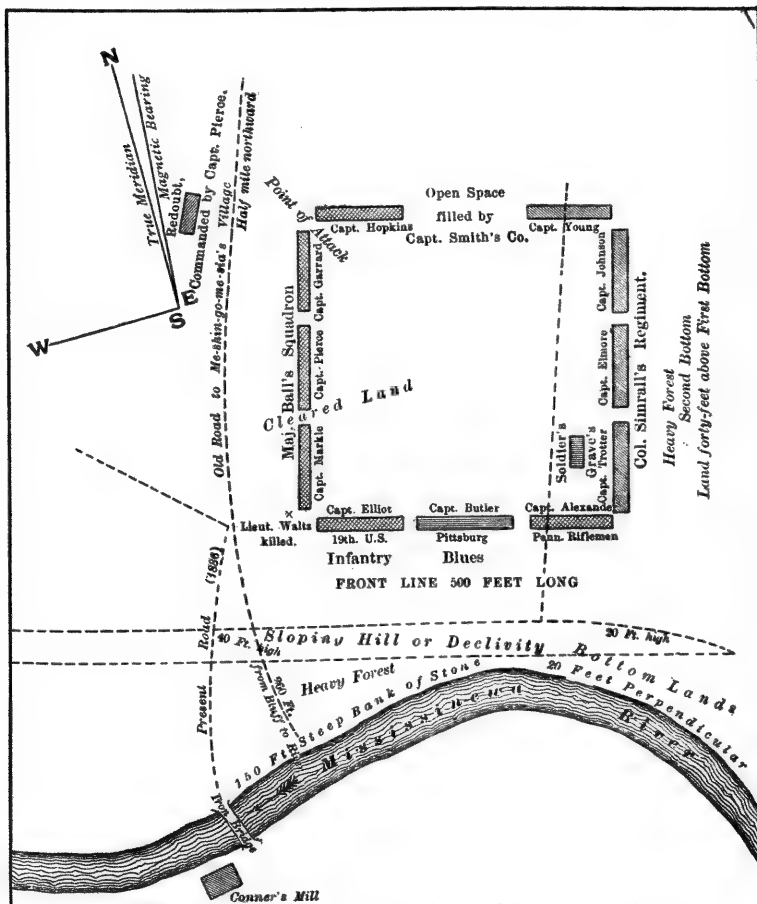 N
True Meridian
Magnetic Bearing
Redoubt,
Commanded by Capt. Pierce.
E
S
W
Old Road to Me-shin-go-me-sia's Village
Half mile northward
Point of Attack
Open Space
filled by
Capt. Smith's Co.
Capt. Hopkins
Capt. Young
Maj. Ball's Squadron
Capt. Garrard
Capt. Pierce
Capt. Markle
Cleared Land
Capt. Johnson
Capt. Elmore
Capt. Trotter
Col. Simrall's Regiment.
Soldier's
Grave's
Heavy Forest
Second Bottom
Land forty-feet above First Bottom
x
Lieut. Waltz
killed.
Capt. Elliot
19th. U.S.
Infantry
Capt. Butler
Pittsburg
Blues
Capt. Alexander
Penn. Riflemen
FRONT LINE 500 FEET LONG
Present Road (1886)
40 Ft. high
Sloping Hill or Declivity
20 Ft. high
Bottom Lands
Heavy Forest
260 Ft.
from Bluff to
150 Ft. Steep Bank of Stone
20 Feet Perpendicular
Mississinewa River
Iron Bridge
Conner's Mill